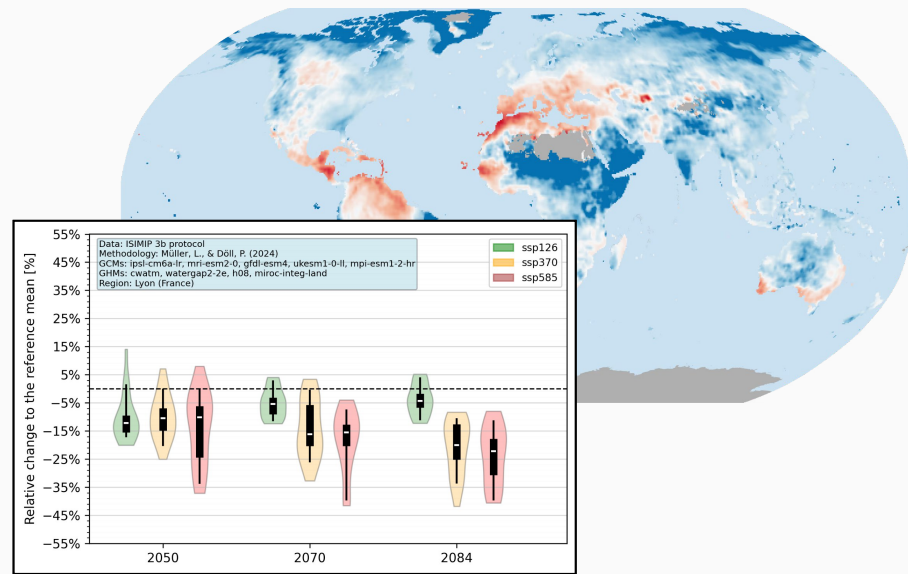 55%
45%
35%
25%
15%
5%
−5%
−15%
−25%
−35%
−45%
−55%
Relative change to the reference mean [%]
Data: ISIMIP 3b protocol
Methodology: Müller, L., & Döll, P. (2024)
GCMs: ipsl-cm6a-lr, mri-esm2-0, gfdl-esm4, ukesm1-0-ll, mpi-esm1-2-hr
GHMs: cwatm, watergap2-2e, h08, miroc-integ-land
Region: Lyon (France)
ssp126
ssp370
ssp585
2050
2070
2084